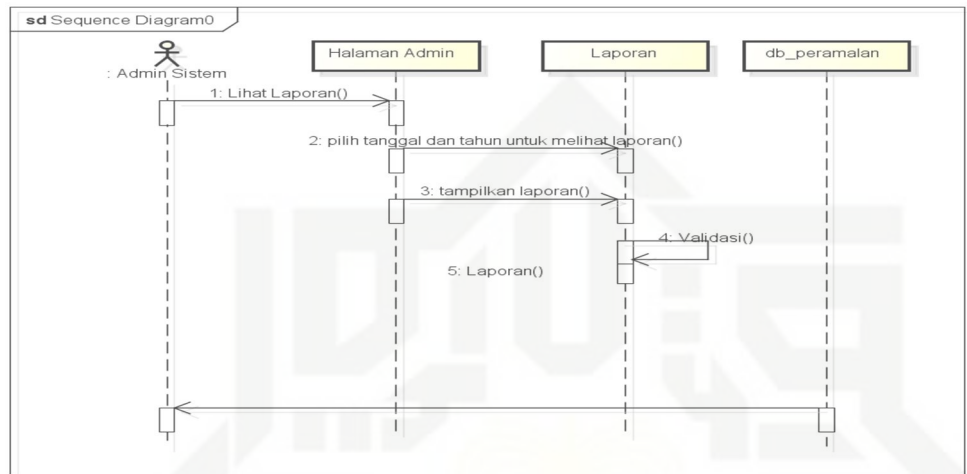 sd Sequence Diagram0
Halaman Admin
Laporan
db_peramalan
: Admin Sistem
1: Lihat Laporan()
2: pilih tanggal dan tahun untuk melihat laporan()
3: tampilkan laporan()
4: Validasi()
5: Laporan()